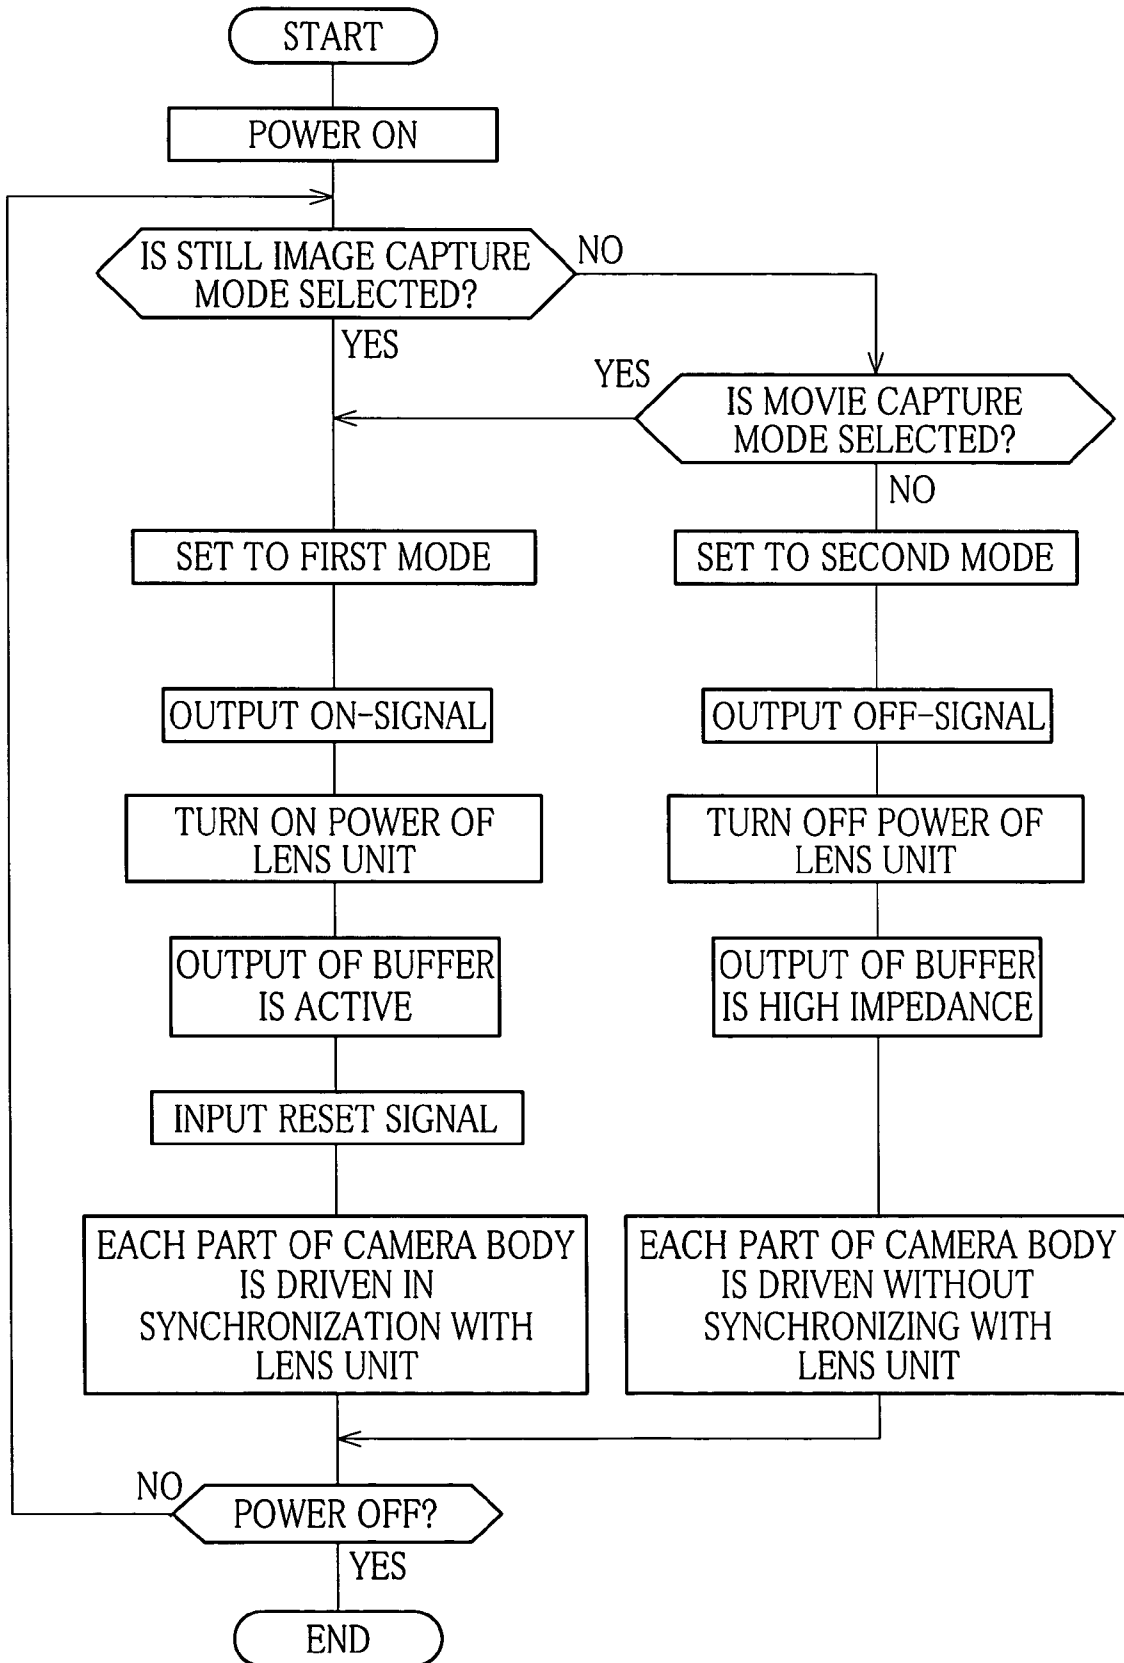 START
POWER ON
IS STILL IMAGE CAPTURE
MODE SELECTED?
NO
YES
YES
IS MOVIE CAPTURE
MODE SELECTED?
NO
SET TO FIRST MODE
SET TO SECOND MODE
OUTPUT ON-SIGNAL
OUTPUT OFF-SIGNAL
TURN ON POWER OF
LENS UNIT
TURN OFF POWER OF
LENS UNIT
OUTPUT OF BUFFER
IS ACTIVE
OUTPUT OF BUFFER
IS HIGH IMPEDANCE
INPUT RESET SIGNAL
EACH PART OF CAMERA BODY
IS DRIVEN IN
SYNCHRONIZATION WITH
LENS UNIT
EACH PART OF CAMERA BODY
IS DRIVEN WITHOUT
SYNCHRONIZING WITH
LENS UNIT
NO
POWER OFF?
YES
END